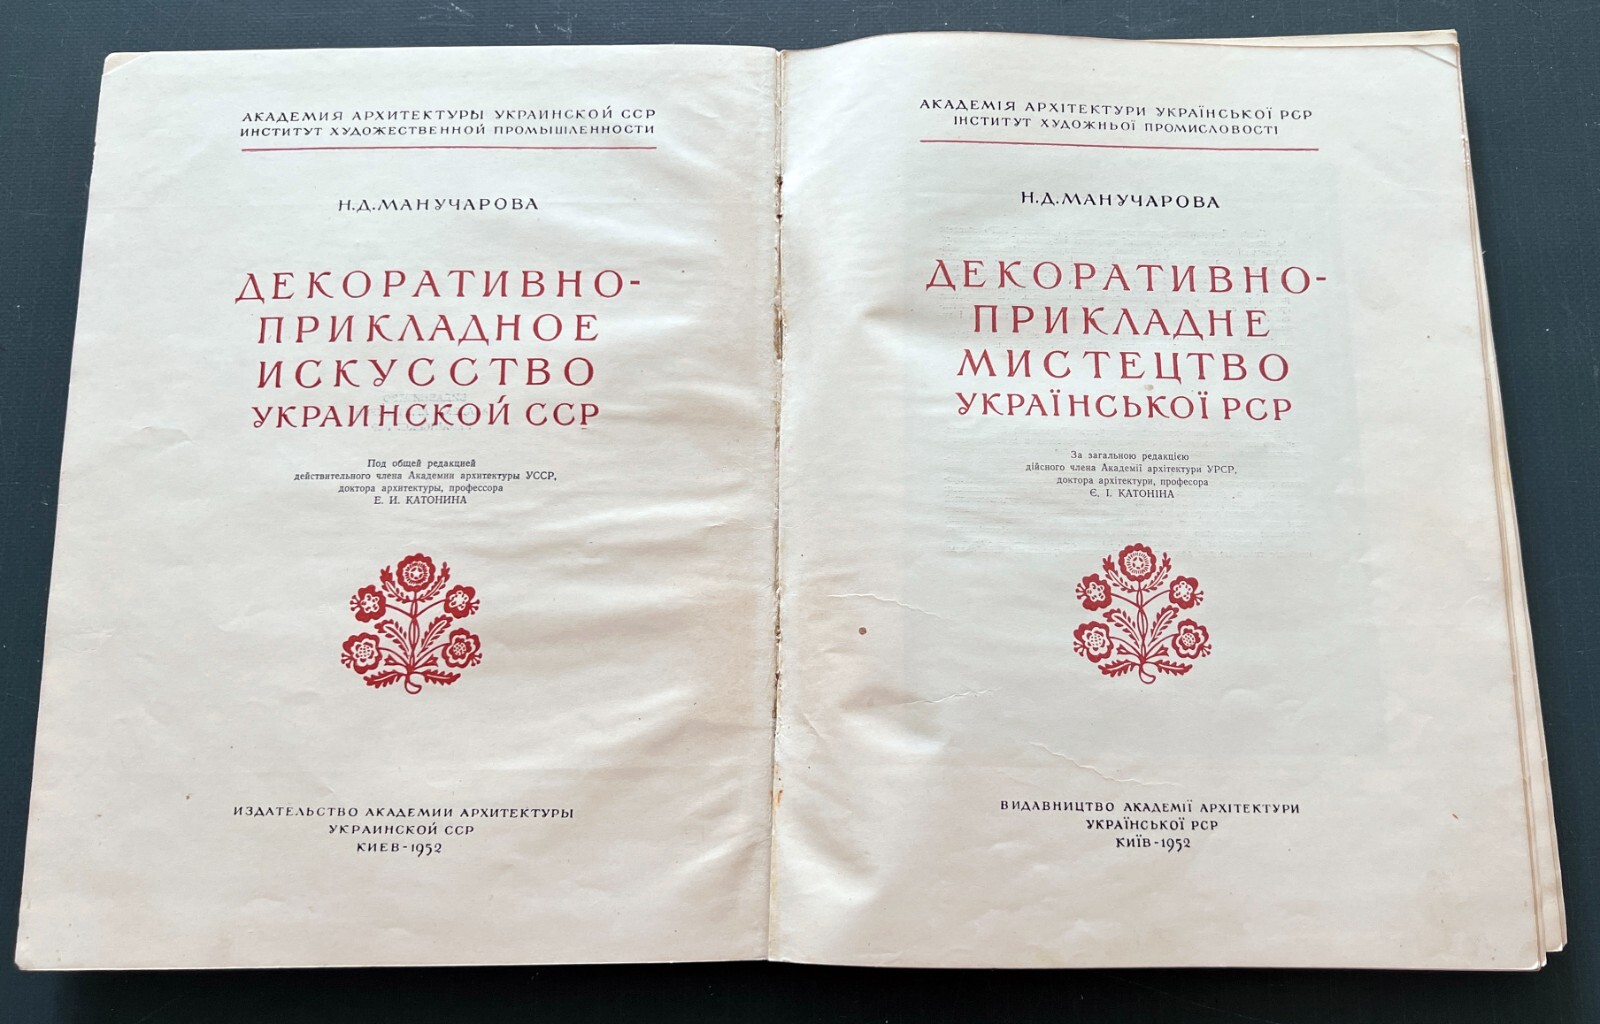 АКАДЕМИЯ АРХИТЕКТУРЫ УКРАИНСКОЙ ССР
ИНСТИТУТ ХУДОЖЕСТВЕННОЙ ПРОМЫШЛЕННОСТИ
Н.Д.МАНУЧАРОВА
ДЕКОРАТИВНО-
ПРИКЛАДНОЕ
ИСКУССТВО
УКРАИНСКОЙ ССР
Под общей редакцией
действительного члена Академии архитектуры УССР,
доктора архитектуры, профессора
Е. И. КАТОНИНА
ИЗДАТЕЛЬСТВО АКАДЕМИИ АРХИТЕКТУРЫ
УКРАИНСКОЙ ССР
КИЕВ-1952
АКАДЕМІЯ АРХІТЕКТУРИ УКРАЇНСЬКОЇ РСР
ІНСТИТУТ ХУДОЖНЬОЇ ПРОМИСЛОВОСТІ
Н.Д.МАНУЧАРОВА
ДЕКОРАТИВНО-
ПРИКЛАДНЕ
МИСТЕЦТВО
УКРАЇНСЬКОЇ РСР
За загальною редакцією
дійсного члена Академії архітектури УРСР,
доктора архітектури, професора
Є. І. КАТОНІНА
ВИДАВНИЦТВО АКАДЕМІЇ АРХІТЕКТУРИ
УКРАЇНСЬКОЇ РСР
КИЇВ-1952